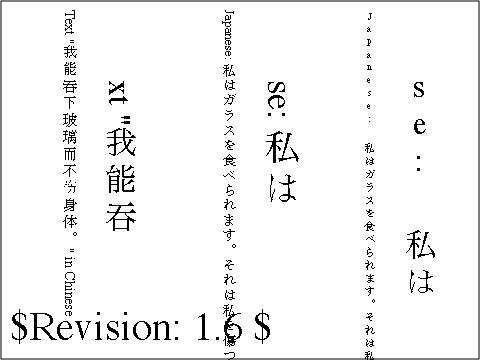 Text "我能吞下玻璃而不伤身体。" in Chinese
xt "我能吞
Japanese: 私はガラスを食べられます。それは私を傷つ
se: 私は
Japanese: 私はガラスを食べられます。それは私
se: 私は
$Revision: 1.6 $